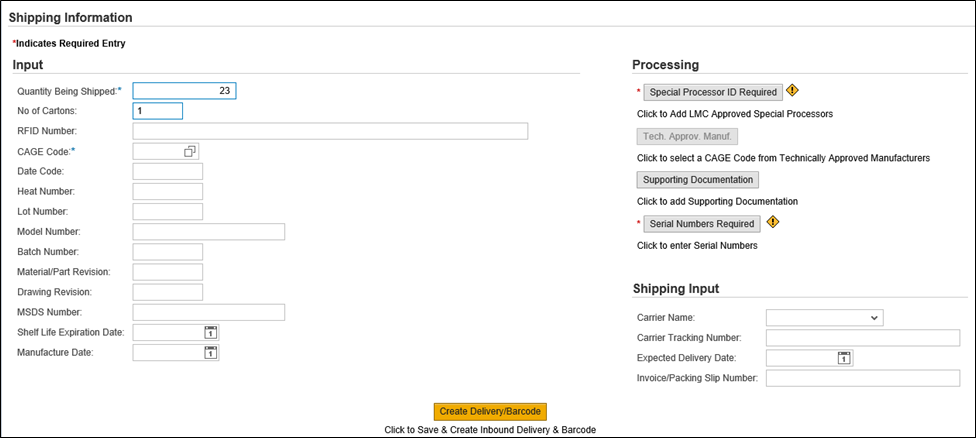 Shipping Information
*Indicates Required Entry
Input
Quantity Being Shipped:* 23
No of Cartons: 1
RFID Number:
CAGE Code:*
Date Code:
Heat Number:
Lot Number:
Model Number:
Batch Number:
Material/Part Revision:
Drawing Revision:
MSDS Number:
Shelf Life Expiration Date: 1
Manufacture Date: 1
Processing
* Special Processor ID Required
Click to Add LMC Approved Special Processors
Tech. Approv. Manuf.
Click to select a CAGE Code from Technically Approved Manufacturers
Supporting Documentation
Click to add Supporting Documentation
* Serial Numbers Required
Click to enter Serial Numbers
Shipping Input
Carrier Name:
Carrier Tracking Number:
Expected Delivery Date: 1
Invoice/Packing Slip Number:
Create Delivery/Barcode
Click to Save & Create Inbound Delivery & Barcode